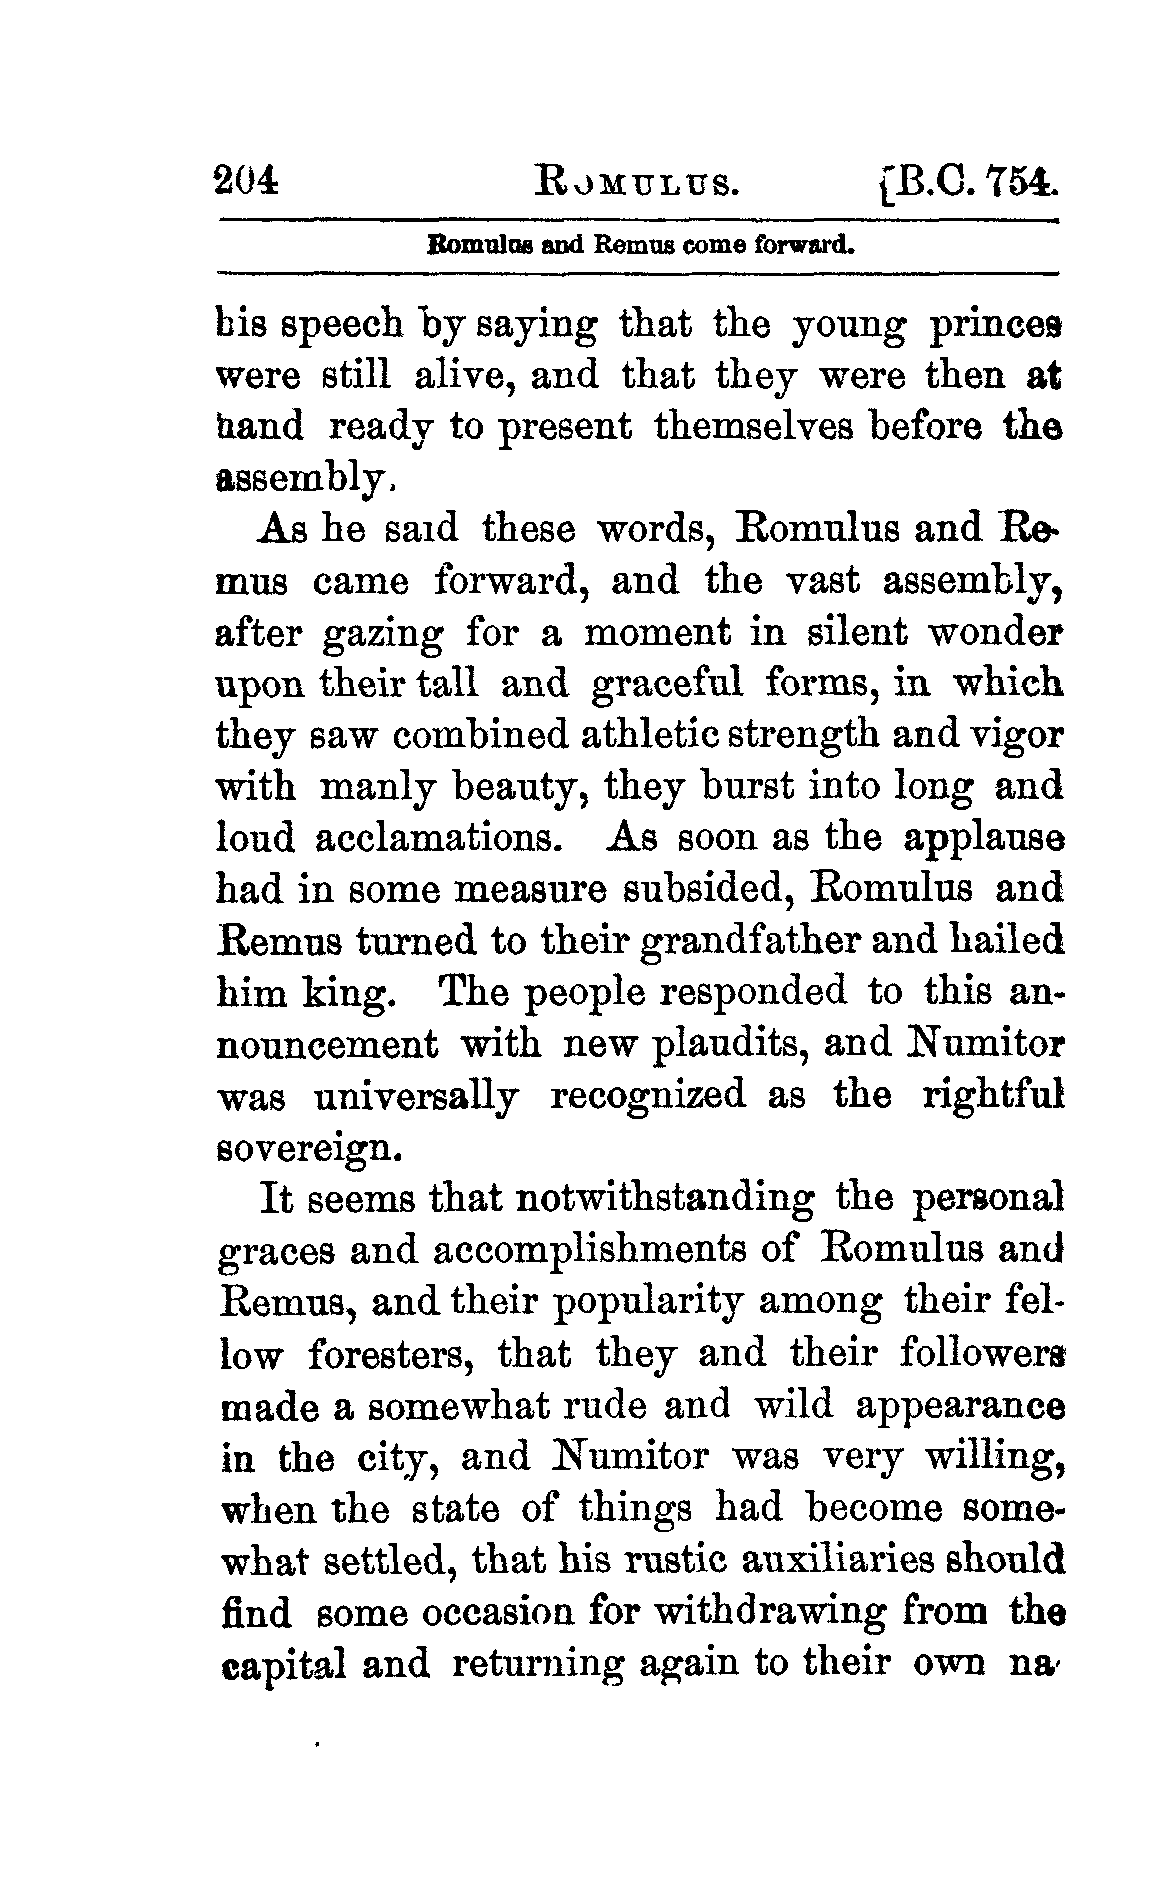 204 ROMULUS. [B.C. 754.
Romulus and Remus come forward.
his speech by saying that the young princes
were still alive, and that they were then at
hand ready to present themselves before the
assembly.
As he said these words, Romulus and Re-
mus came forward, and the vast assembly,
after gazing for a moment in silent wonder
upon their tall and graceful forms, in which
they saw combined athletic strength and vigor
with manly beauty, they burst into long and
loud acclamations. As soon as the applause
had in some measure subsided, Romulus and
Remus turned to their grandfather and hailed
him king. The people responded to this an-
nouncement with new plaudits, and Numitor
was universally recognized as the rightful
sovereign.
It seems that notwithstanding the personal
graces and accomplishments of Romulus and
Remus, and their popularity among their fel-
low foresters, that they and their followers
made a somewhat rude and wild appearance
in the city, and Numitor was very willing,
when the state of things had become some-
what settled, that his rustic auxiliaries should
find some occasion for withdrawing from the
capital and returning again to their own na-